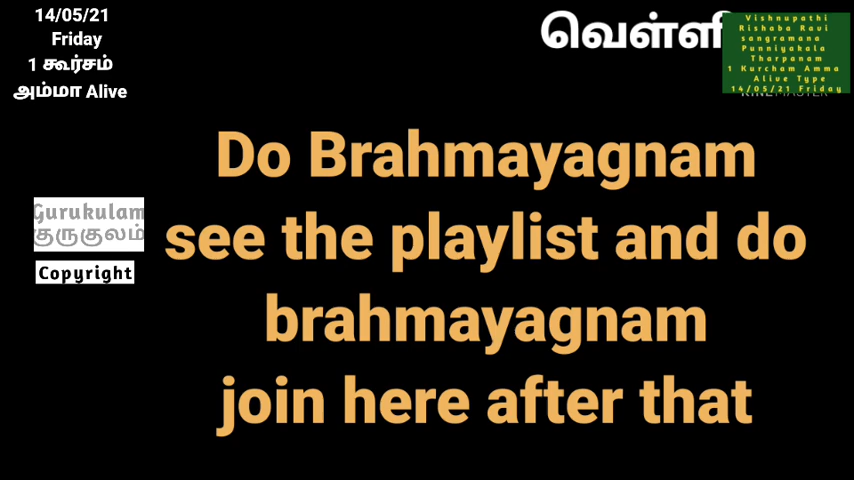 14/05/21
Friday
1 கூர்சம்
அம்மா Alive
வெள்ளி
Vishnupathi
Rishaba Ravi
sangramana
Punniyakala
Tharpanam
1 Kurcham Amma
Alive Type
14/05/21 Friday
Do Brahmayagnam
see the playlist and do
brahmayagnam
join here after that
Gurukulam
குருகுலம்
Copyright